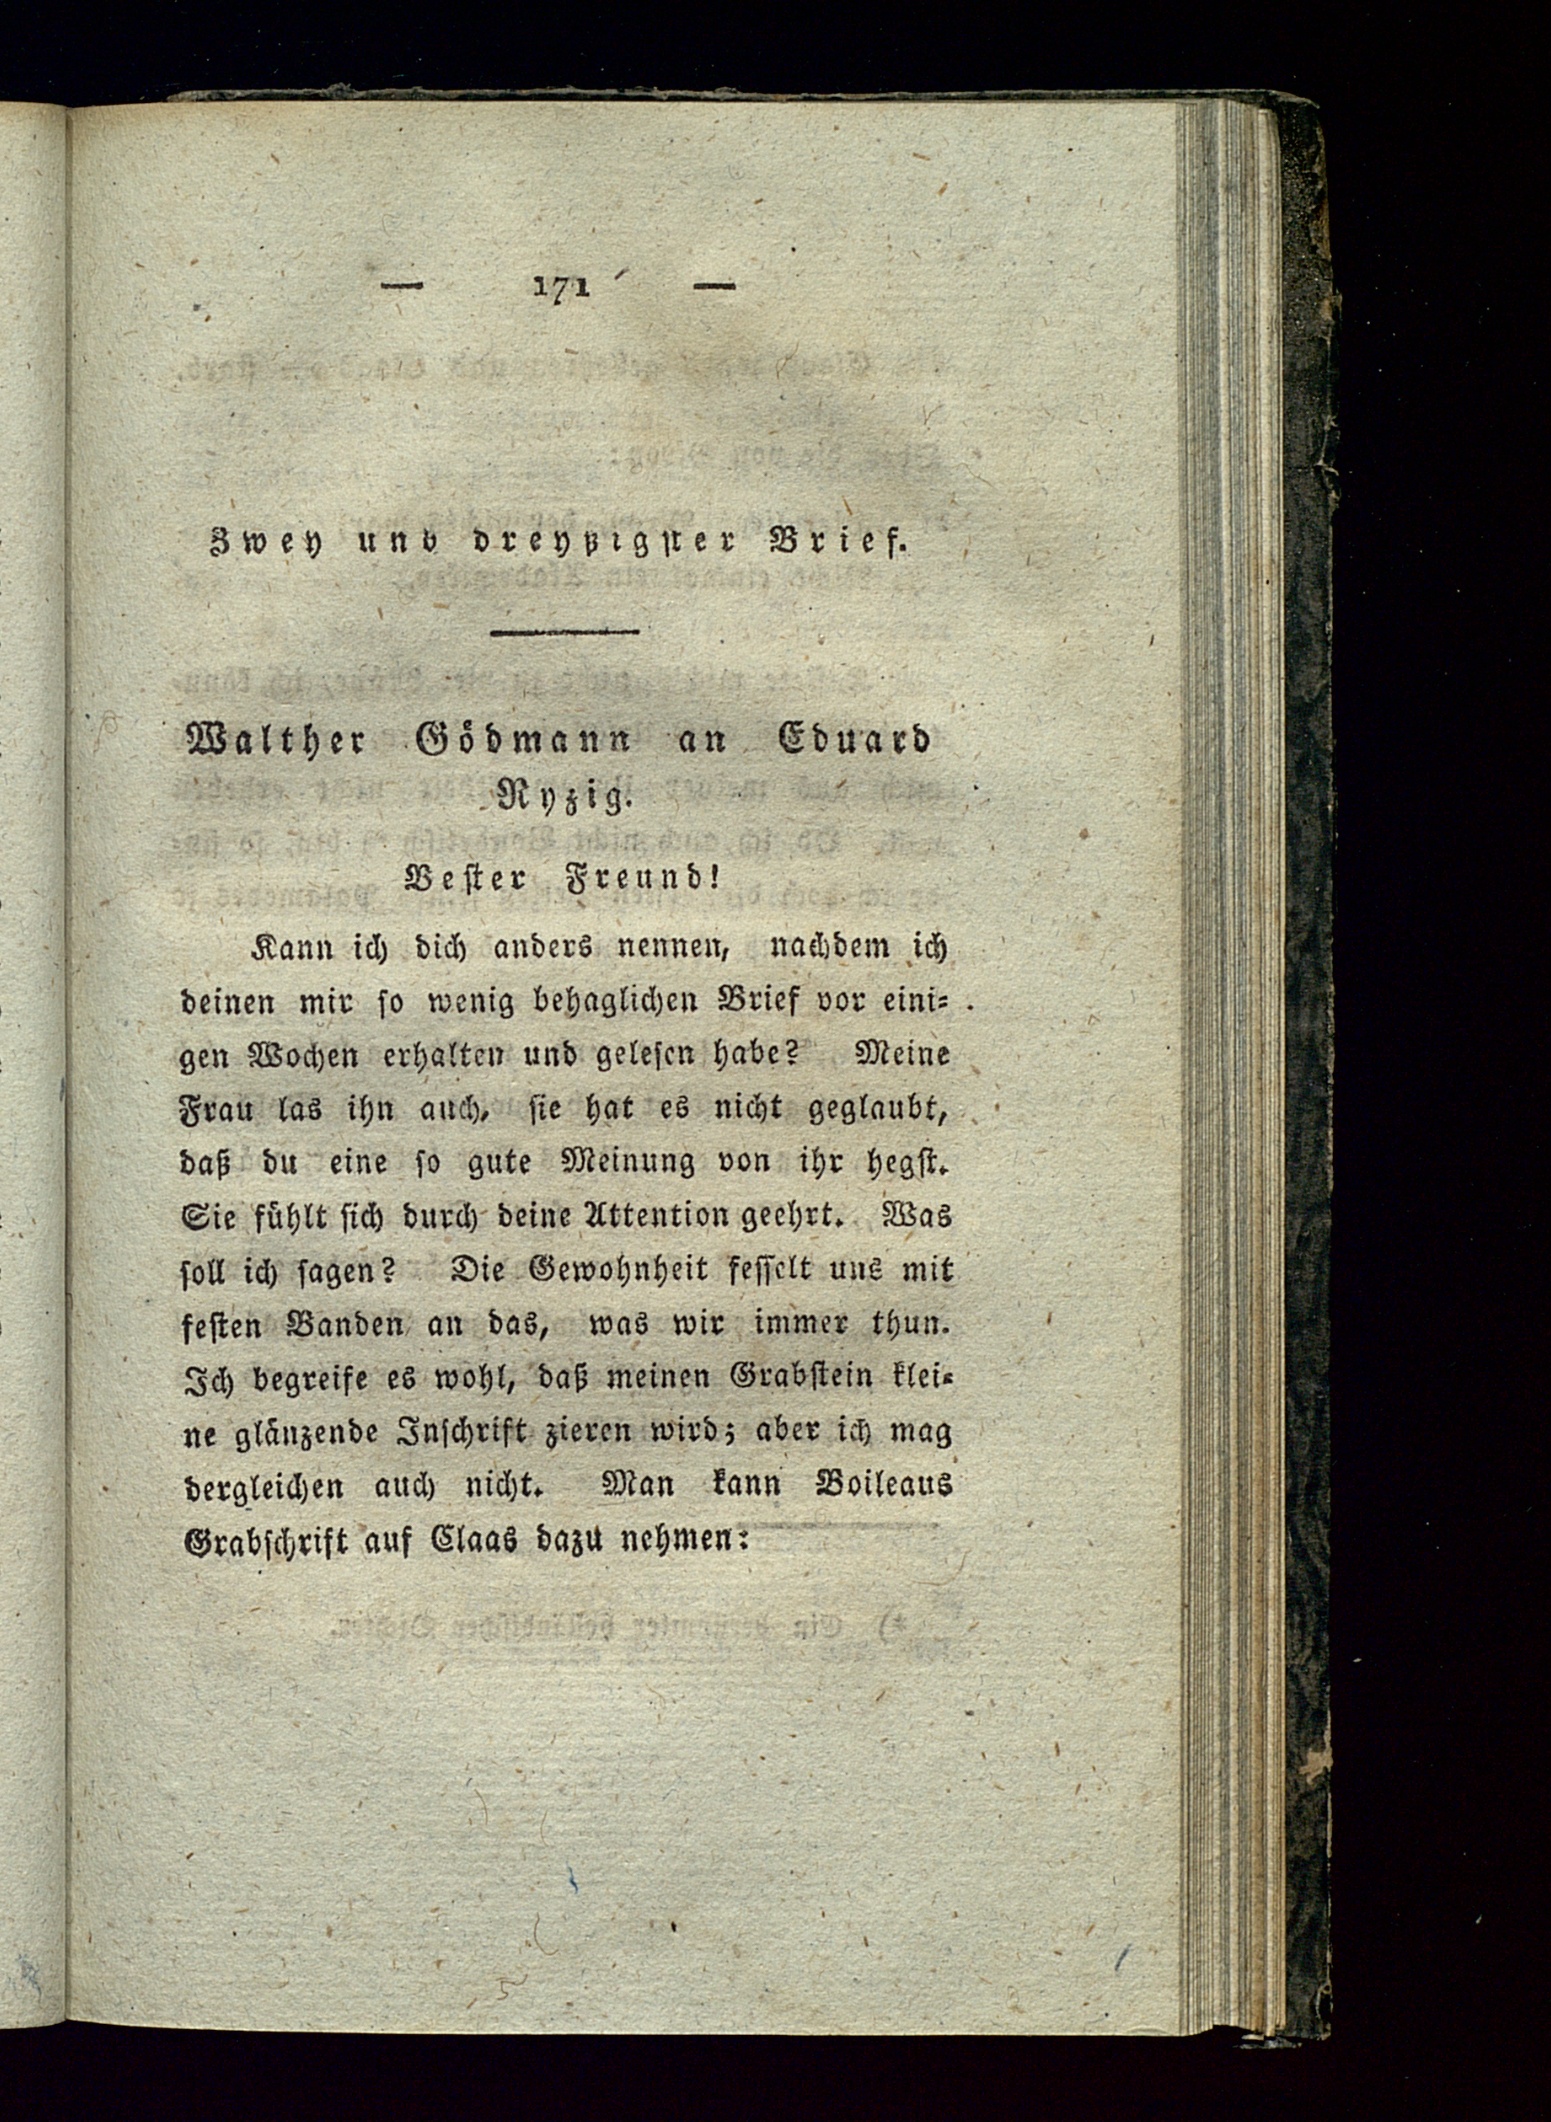 — 171 —
Zwey und dreyßigster Brief.
Walther Gödmann an Eduard
Ryzig.
Bester Freund!
Kann ich dich anders nennen, nachdem ich
deinen mir so wenig behaglichen Brief vor eini=
gen Wochen erhalten und gelesen habe? Meine
Frau las ihn auch, sie hat es nicht geglaubt,
daß du eine so gute Meinung von ihr hegst.
Sie fühlt sich durch deine Attention geehrt. Was
soll ich sagen? Die Gewohnheit fesselt uns mit
festen Banden an das, was wir immer thun.
Ich begreife es wohl, daß meinen Grabstein klei=
ne glänzende Inschrift zieren wird; aber ich mag
dergleichen auch nicht. Man kann Boileaus
Grabschrift auf Claas dazu nehmen: